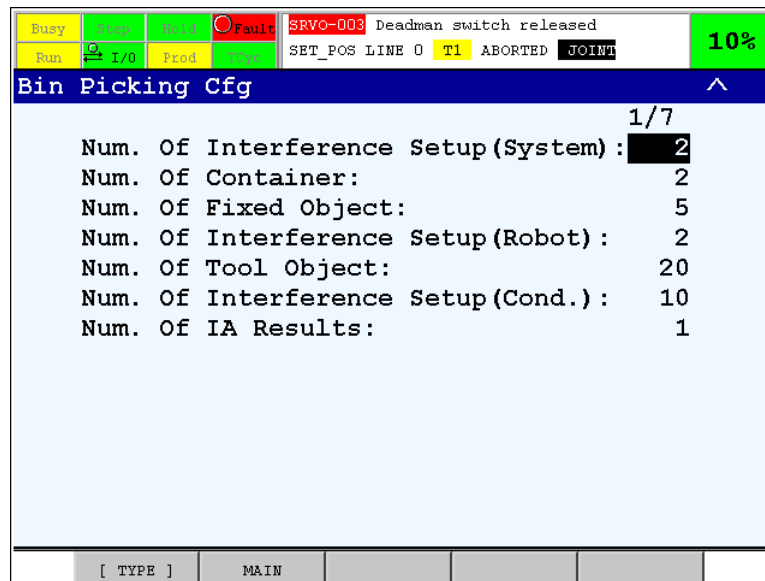 Busy Step Hold Fault SRVO-003 Deadman switch released
Run I/O Prod TCyc SET_POS LINE 0 T1 ABORTED JOINT
10%
Bin Picking Cfg
1/7
Num. Of Interference Setup(System): 2
Num. Of Container: 2
Num. Of Fixed Object: 5
Num. Of Interference Setup(Robot): 2
Num. Of Tool Object: 20
Num. Of Interference Setup(Cond.): 10
Num. Of IA Results: 1
[ TYPE ] MAIN